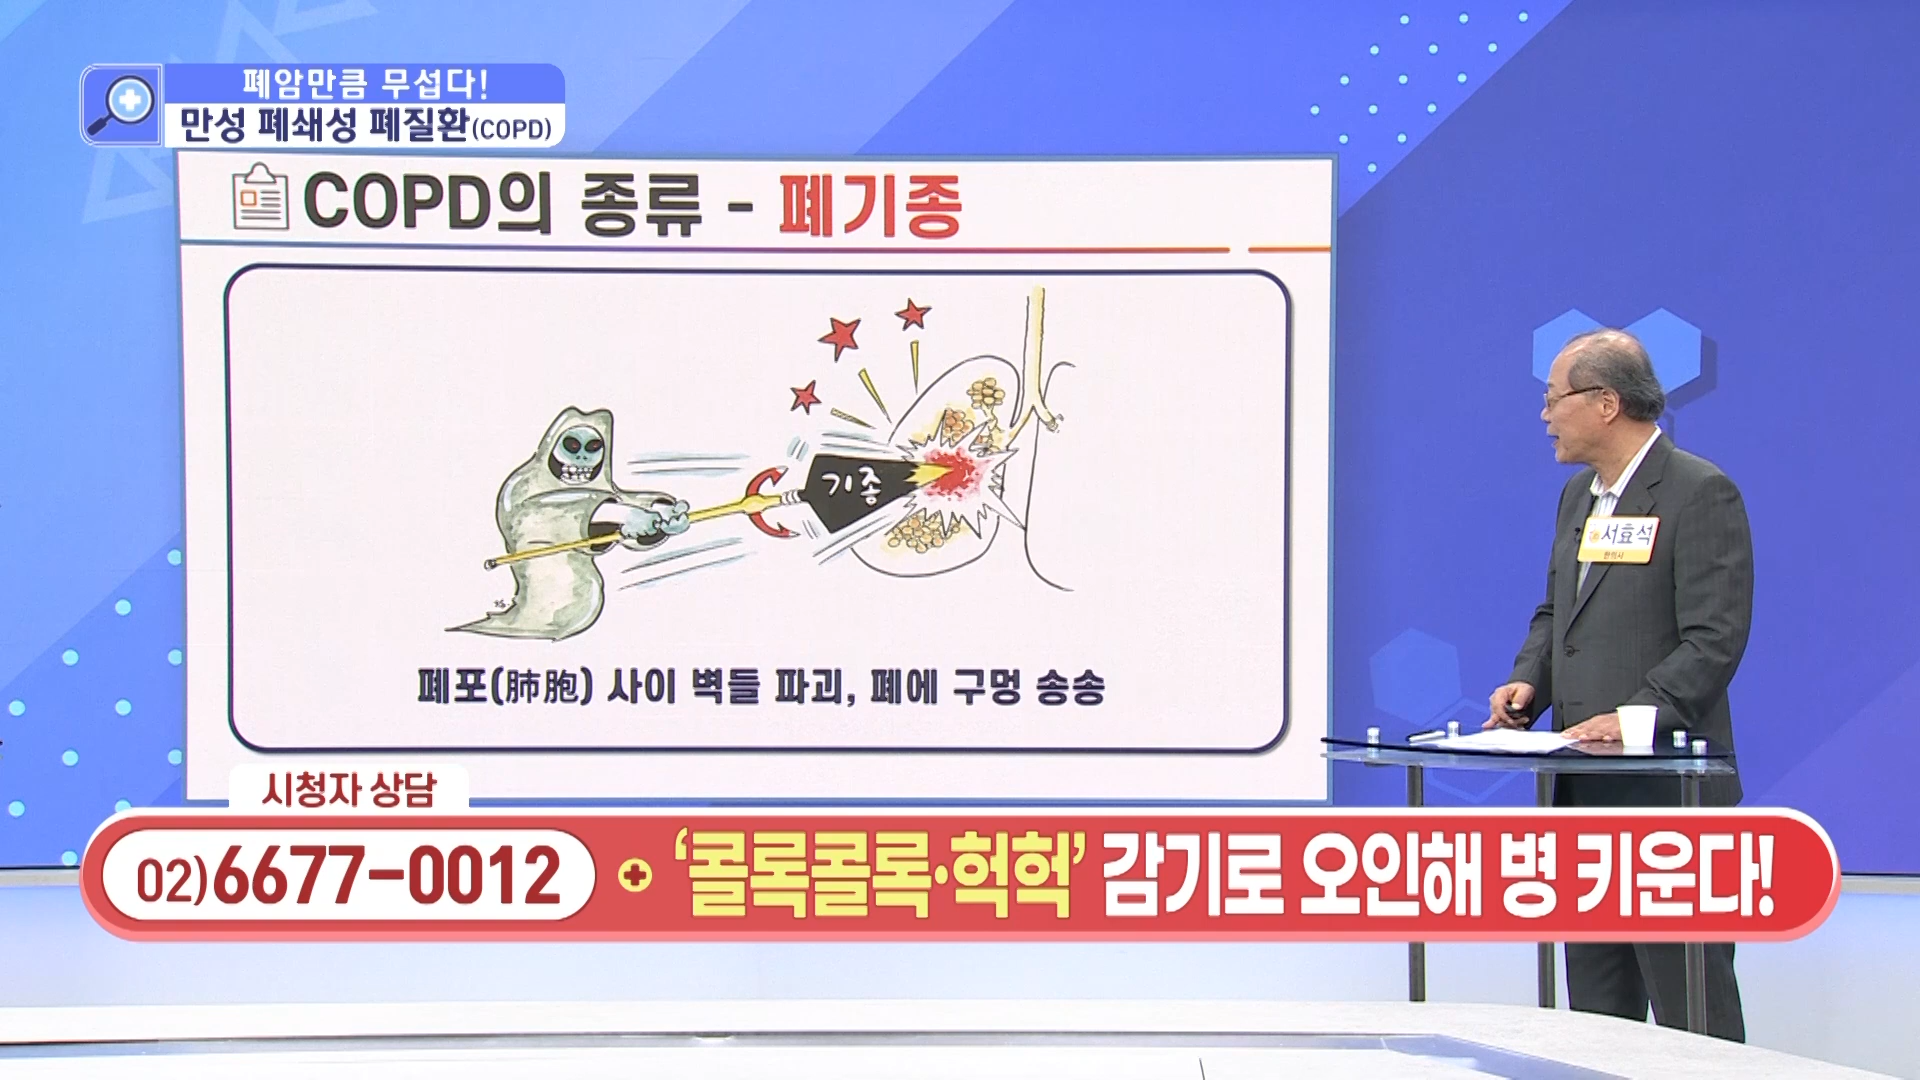 폐암만큼 무섭다!
만성 폐쇄성 폐질환(COPD)
COPD의 종류 - 폐기종
기종
폐포(肺胞) 사이 벽들 파괴, 폐에 구멍 송송
서효석
한의사
시청자 상담
02)6677-0012
‘콜록콜록·헉헉’ 감기로 오인해 병 키운다!